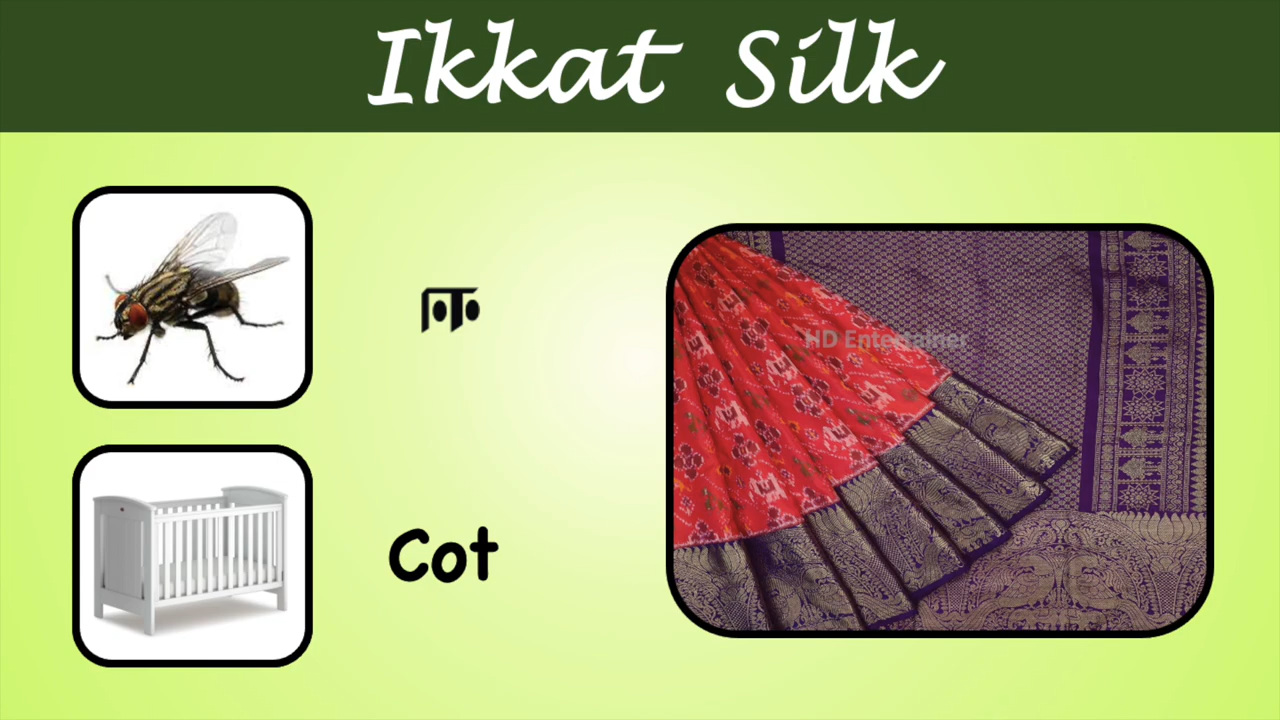 Ikkat Silk
ஈ
HD Entertainer
Cot